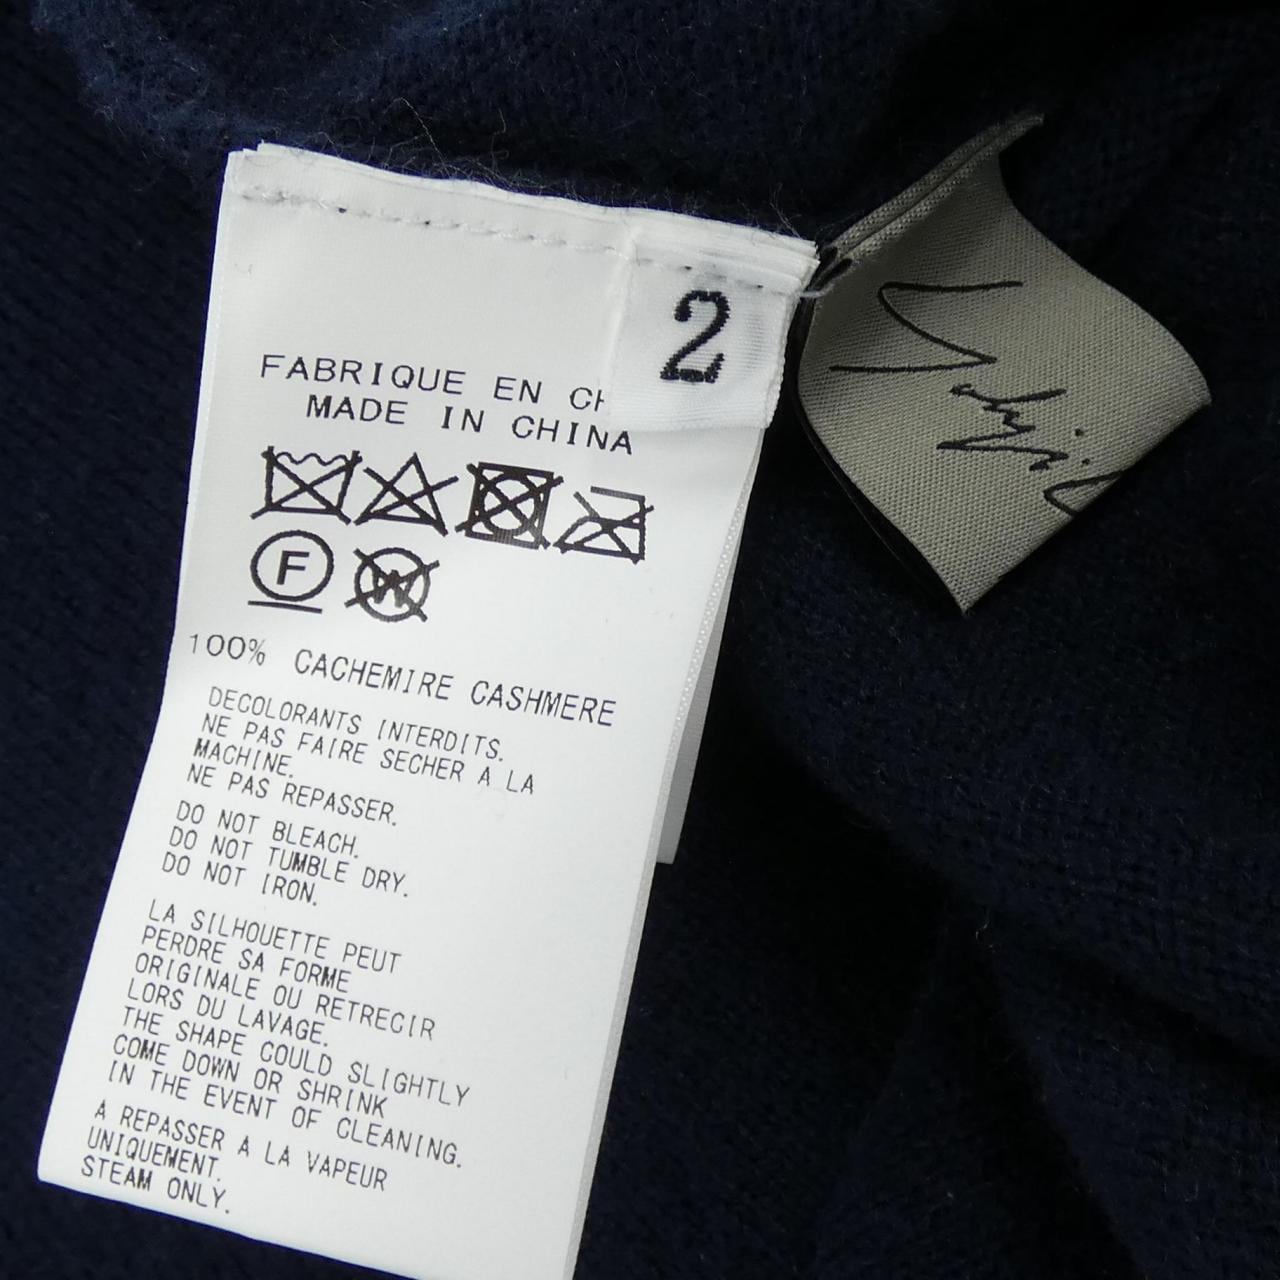 2
FABRIQUE EN CH
MADE IN CHINA
F
W
100% CACHEMIRE CASHMERE
DECOLORANTS INTERDITS.
NE PAS FAIRE SECHER A LA
MACHINE.
NE PAS REPASSER.
DO NOT BLEACH.
DO NOT TUMBLE DRY.
DO NOT IRON.
LA SILHOUETTE PEUT
PERDRE SA FORME
ORIGINALE OU RETRECIR
LORS DU LAVAGE.
THE SHAPE COULD SLIGHTLY
COME DOWN OR SHRINK
IN THE EVENT OF CLEANING.
A REPASSER A LA VAPEUR
UNIQUEMENT.
STEAM ONLY.